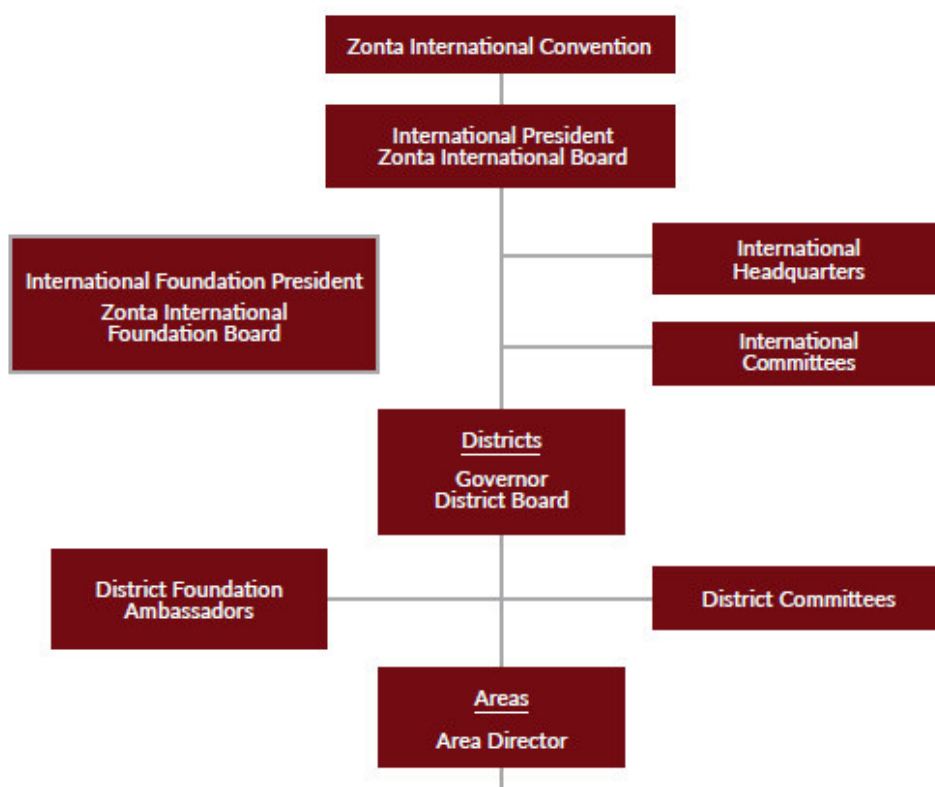 Zonta International Convention
International President
Zonta International Board
International
Headquarters
International Foundation President
Zonta International
Foundation Board
International
Committees
Districts
Governor
District Board
District Foundation
Ambassadors
District Committees
Areas
Area Director